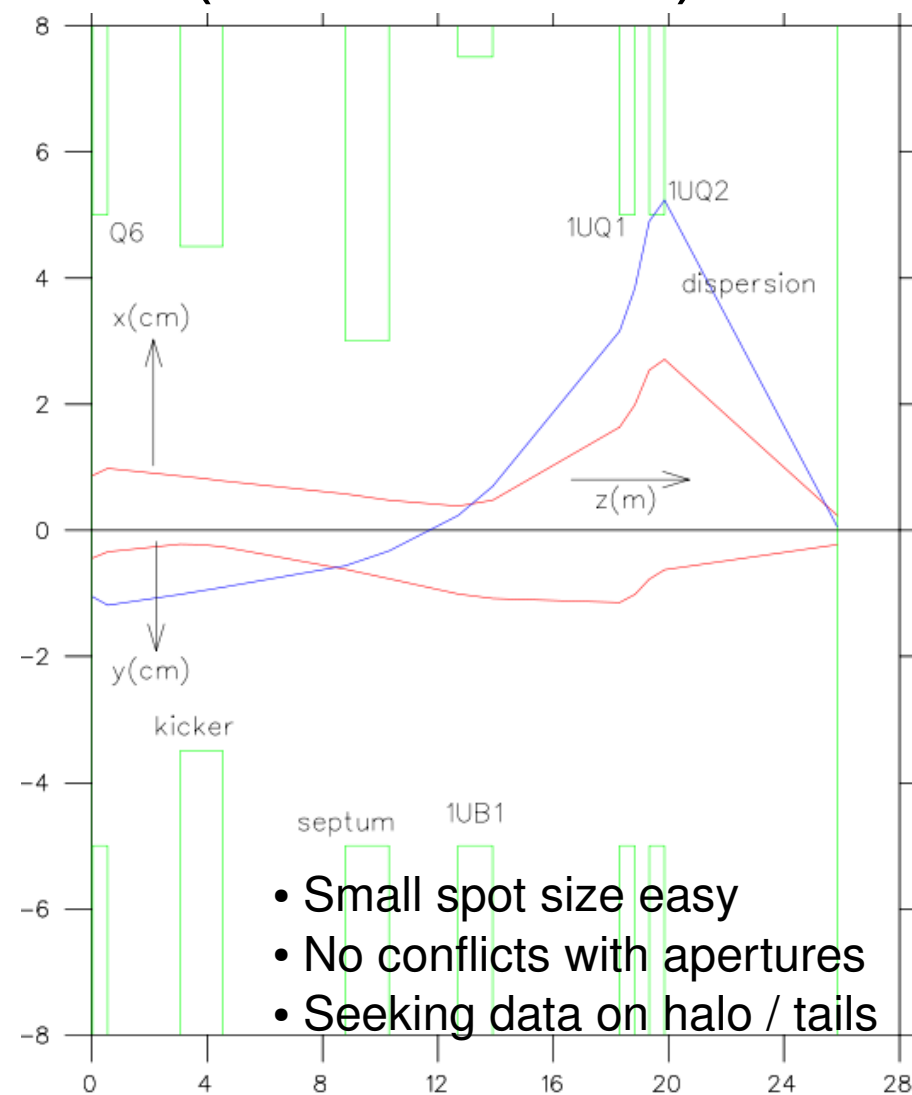 8
6
4
2
0
-2
-4
-6
-8
Q6
1UQ1
1UQ2
dispersion
x(cm)
z(m)
y(cm)
kicker
septum
1UB1
• Small spot size easy
• No conflicts with apertures
• Seeking data on halo / tails
0 4 8 12 16 20 24 28